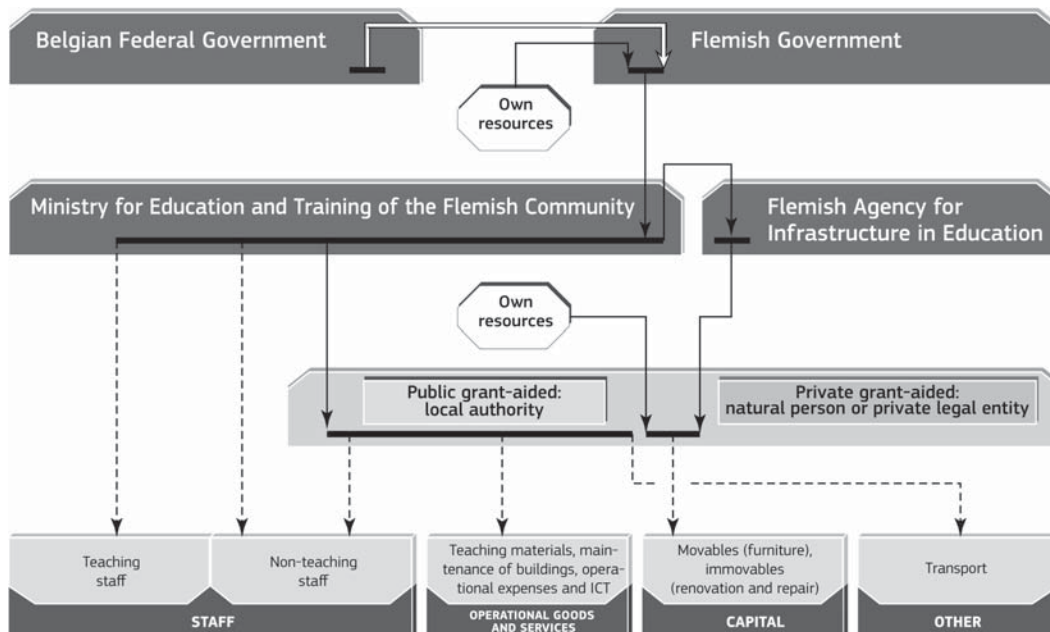 Belgian Federal Government
Flemish Government
Own
resources
Ministry for Education and Training of the Flemish Community
Flemish Agency for
Infrastructure in Education
Own
resources
Public grant-aided:
local authority
Private grant-aided:
natural person or private legal entity
Teaching
staff
Non-teaching
staff
Teaching materials, main-
tenance of buildings, opera-
tional expenses and ICT
Movables (furniture),
immovables
(renovation and repair)
Transport
STAFF
OPERATIONAL GOODS
AND SERVICES
CAPITAL
OTHER